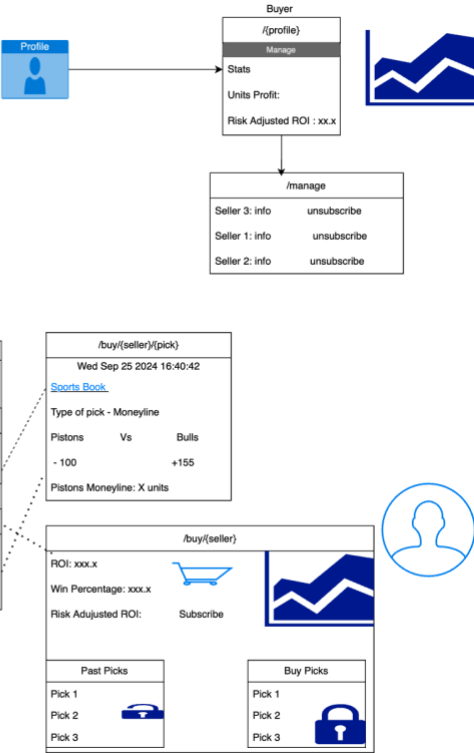 Buyer
/{profile}
Profile
Manage
Stats
Units Profit:
Risk Adjusted ROI : xx.x
/manage
Seller 3: info unsubscribe
Seller 1: info unsubscribe
Seller 2: info unsubscribe
/buy/{seller}/{pick}
Wed Sep 25 2024 16:40:42
Sports Book
Type of pick - Moneyline
Pistons Vs Bulls
- 100 +155
Pistons Moneyline: X units
/buy/{seller}
ROI: xxx.x
Win Percentage: xxx.x
Risk Adujusted ROI: Subscribe
Past Picks
Pick 1
Pick 2
Pick 3
Buy Picks
Pick 1
Pick 2
Pick 3